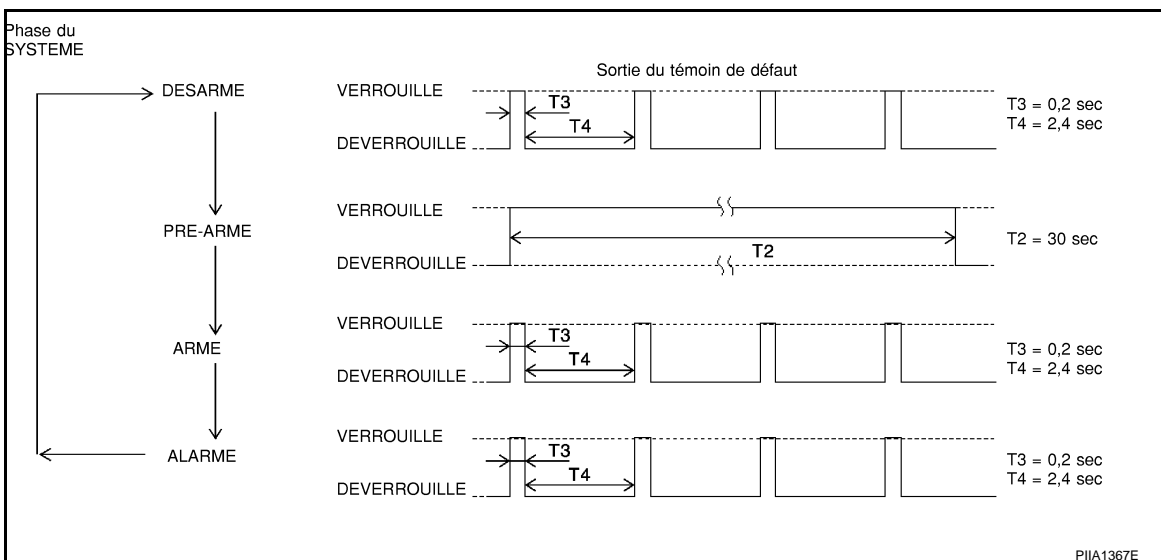 Phase du
SYSTEME
Sortie du témoin de défaut
DESARME
VERROUILLE
T3
T4
DEVERROUILLE
T3 = 0,2 sec
T4 = 2,4 sec
PRE-ARME
VERROUILLE
T2
DEVERROUILLE
T2 = 30 sec
ARME
VERROUILLE
T3
T4
DEVERROUILLE
T3 = 0,2 sec
T4 = 2,4 sec
ALARME
VERROUILLE
T3
T4
DEVERROUILLE
T3 = 0,2 sec
T4 = 2,4 sec
PIIA1367E